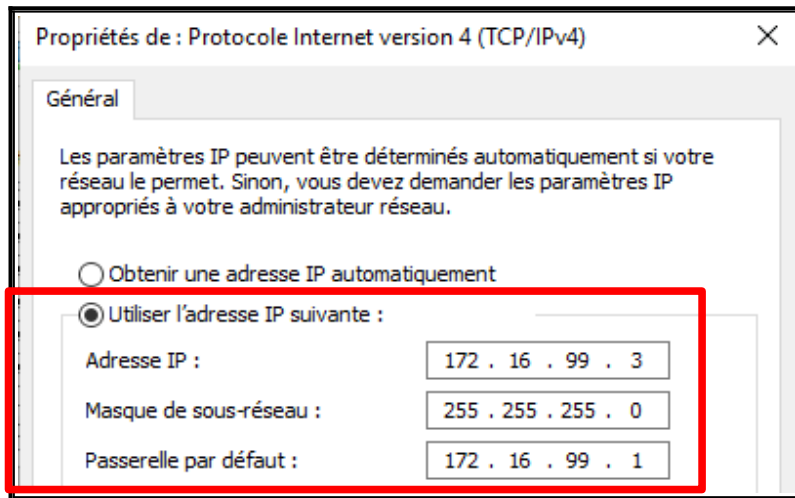 Propriétés de : Protocole Internet version 4 (TCP/IPv4)
Général
Les paramètres IP peuvent être déterminés automatiquement si votre
réseau le permet. Sinon, vous devez demander les paramètres IP
appropriés à votre administrateur réseau.
Obtenir une adresse IP automatiquement
Utiliser l'adresse IP suivante :
Adresse IP : 172 . 16 . 99 . 3
Masque de sous-réseau : 255 . 255 . 255 . 0
Passerelle par défaut : 172 . 16 . 99 . 1